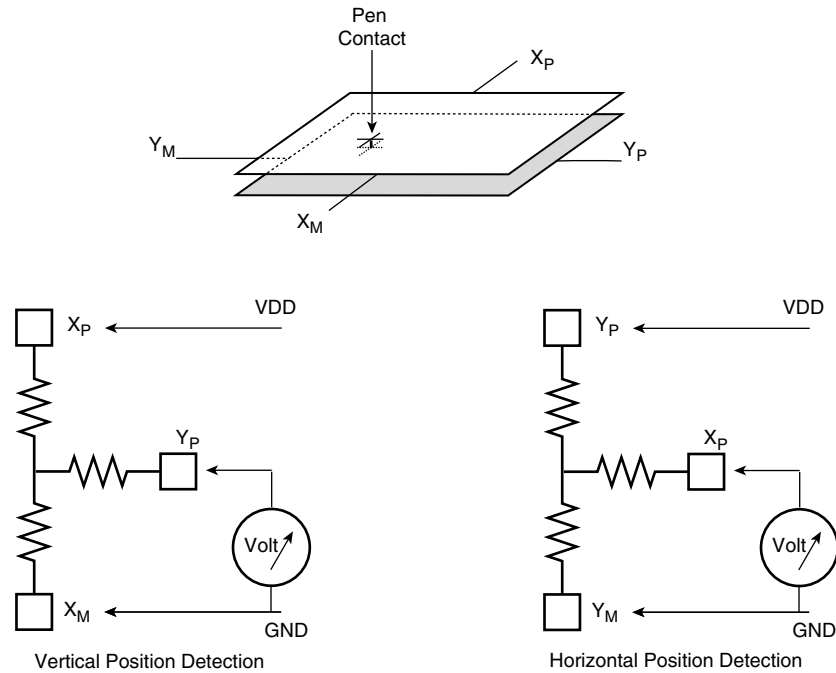 Pen
Contact
X_P
Y_M
Y_P
X_M
VDD
X_P
Y_P
Volt
X_M
GND
Vertical Position Detection
VDD
Y_P
X_P
Volt
Y_M
GND
Horizontal Position Detection